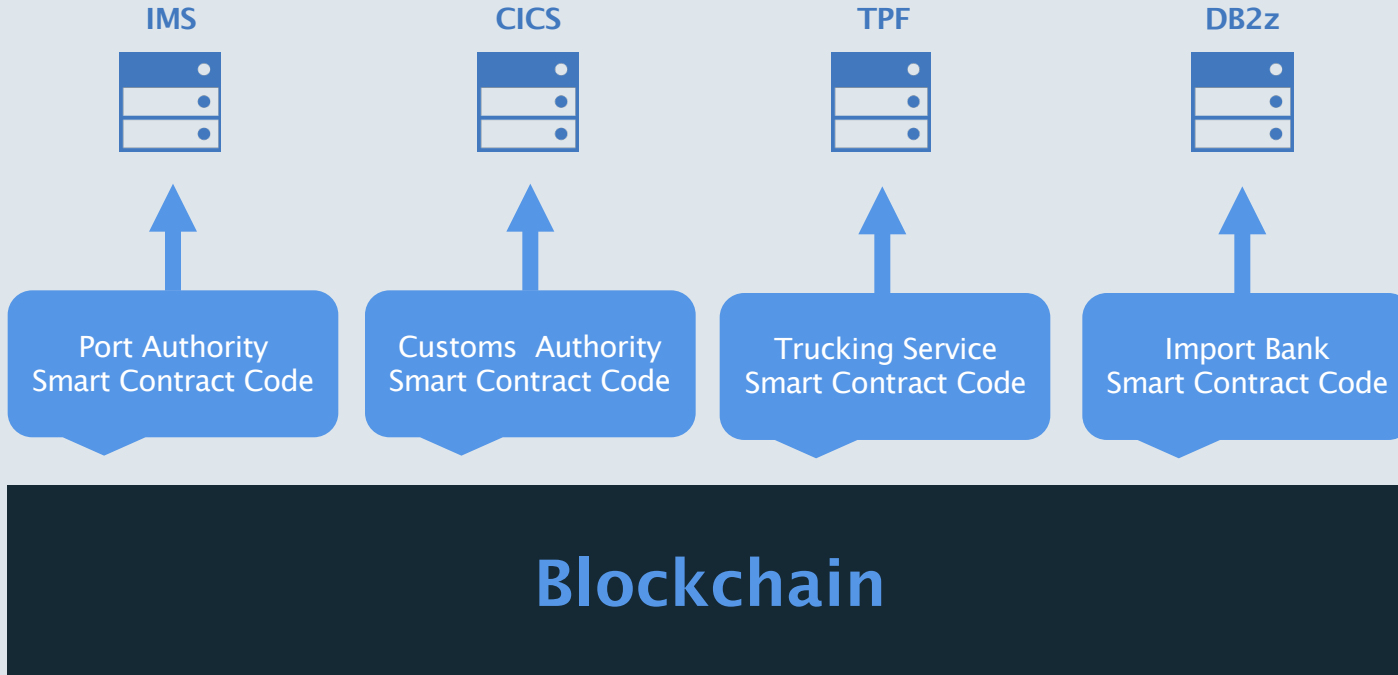 IMS
CICS
TPF
DB2z
Port Authority
Smart Contract Code
Customs  Authority
Smart Contract Code
Trucking Service
Smart Contract Code
Import Bank
Smart Contract Code
Blockchain